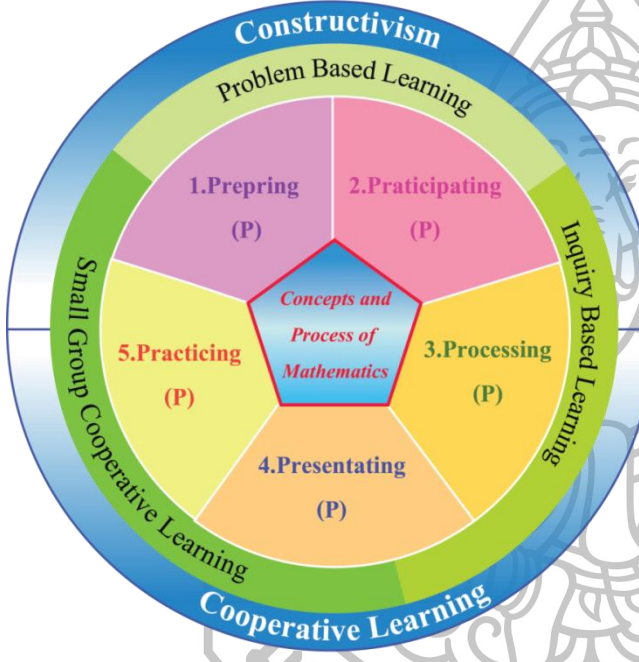 Constructivism
Problem Based Learning
1.Prepring
(P)
2.Praticipating
(P)
Inquiry Based Learning
Small Group Cooperative Learning
Concepts and
Process of
Mathematics
5.Practicing
(P)
3.Processing
(P)
4.Presentating
(P)
Cooperative Learning